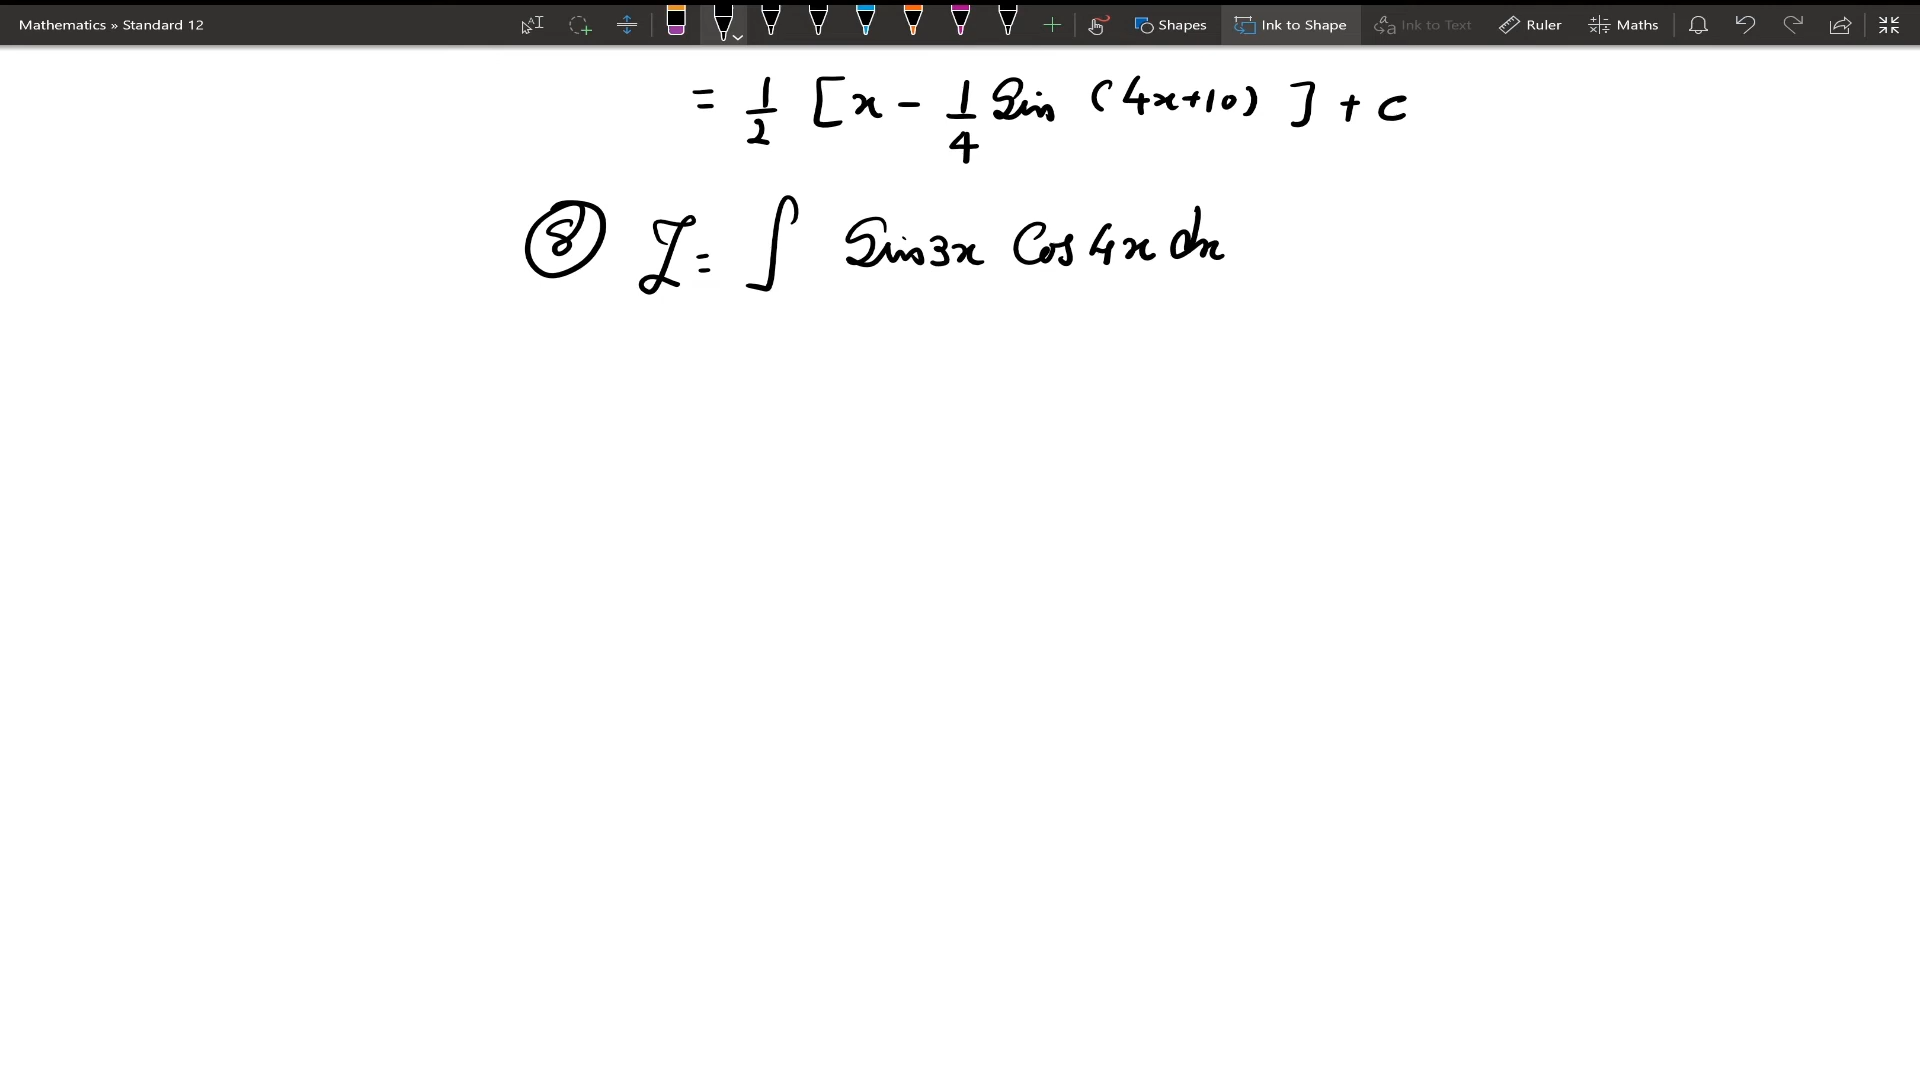 Mathematics » Standard 12
Shapes
Ink to Shape
Ink to Text
Ruler
Maths
= 1/2 [x - 1/4 Sin (4x+10) ] + c
⑧ I = ∫ Sin3x Cos4x dx